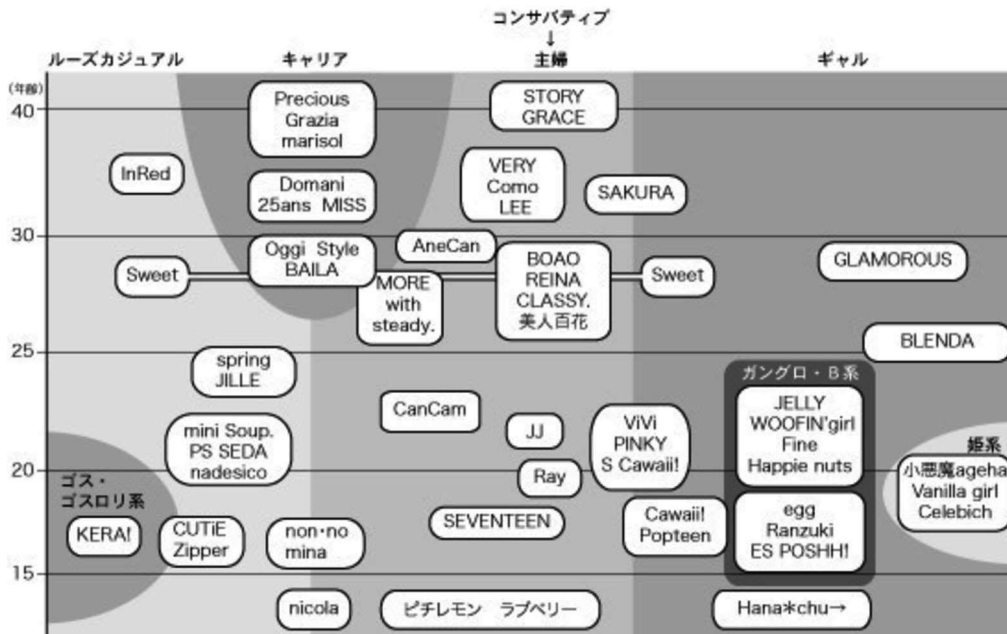 コンサバティブ
↓
ルーズカジュアル
キャリア
主婦
ギャル
(年齢)
40
Precious
Grazia
marisol
STORY
GRACE
InRed
Domani
25ans MISS
VERY
Como
LEE
SAKURA
30
Oggi Style
BAILA
AneCan
BOAO
REINA
CLASSY.
美人百花
Sweet
Sweet
GLAMOROUS
MORE
with
steady.
BLENDA
25
spring
JILLE
ガングロ・B系
CanCam
JJ
ViVi
PINKY
S Cawaii!
JELLY
WOOFIN'girl
Fine
Happie nuts
mini Soup.
PS SEDA
nadesico
姫系
小悪魔ageha
Vanilla girl
Celebich
20
Ray
ゴス・
ゴスロリ系
KERA!
CUTiE
Zipper
non・no
mina
SEVENTEEN
Cawaii!
Popteen
egg
Ranzuki
ES POSHH!
15
nicola
ピチレモン ラブベリー
Hana*chu→